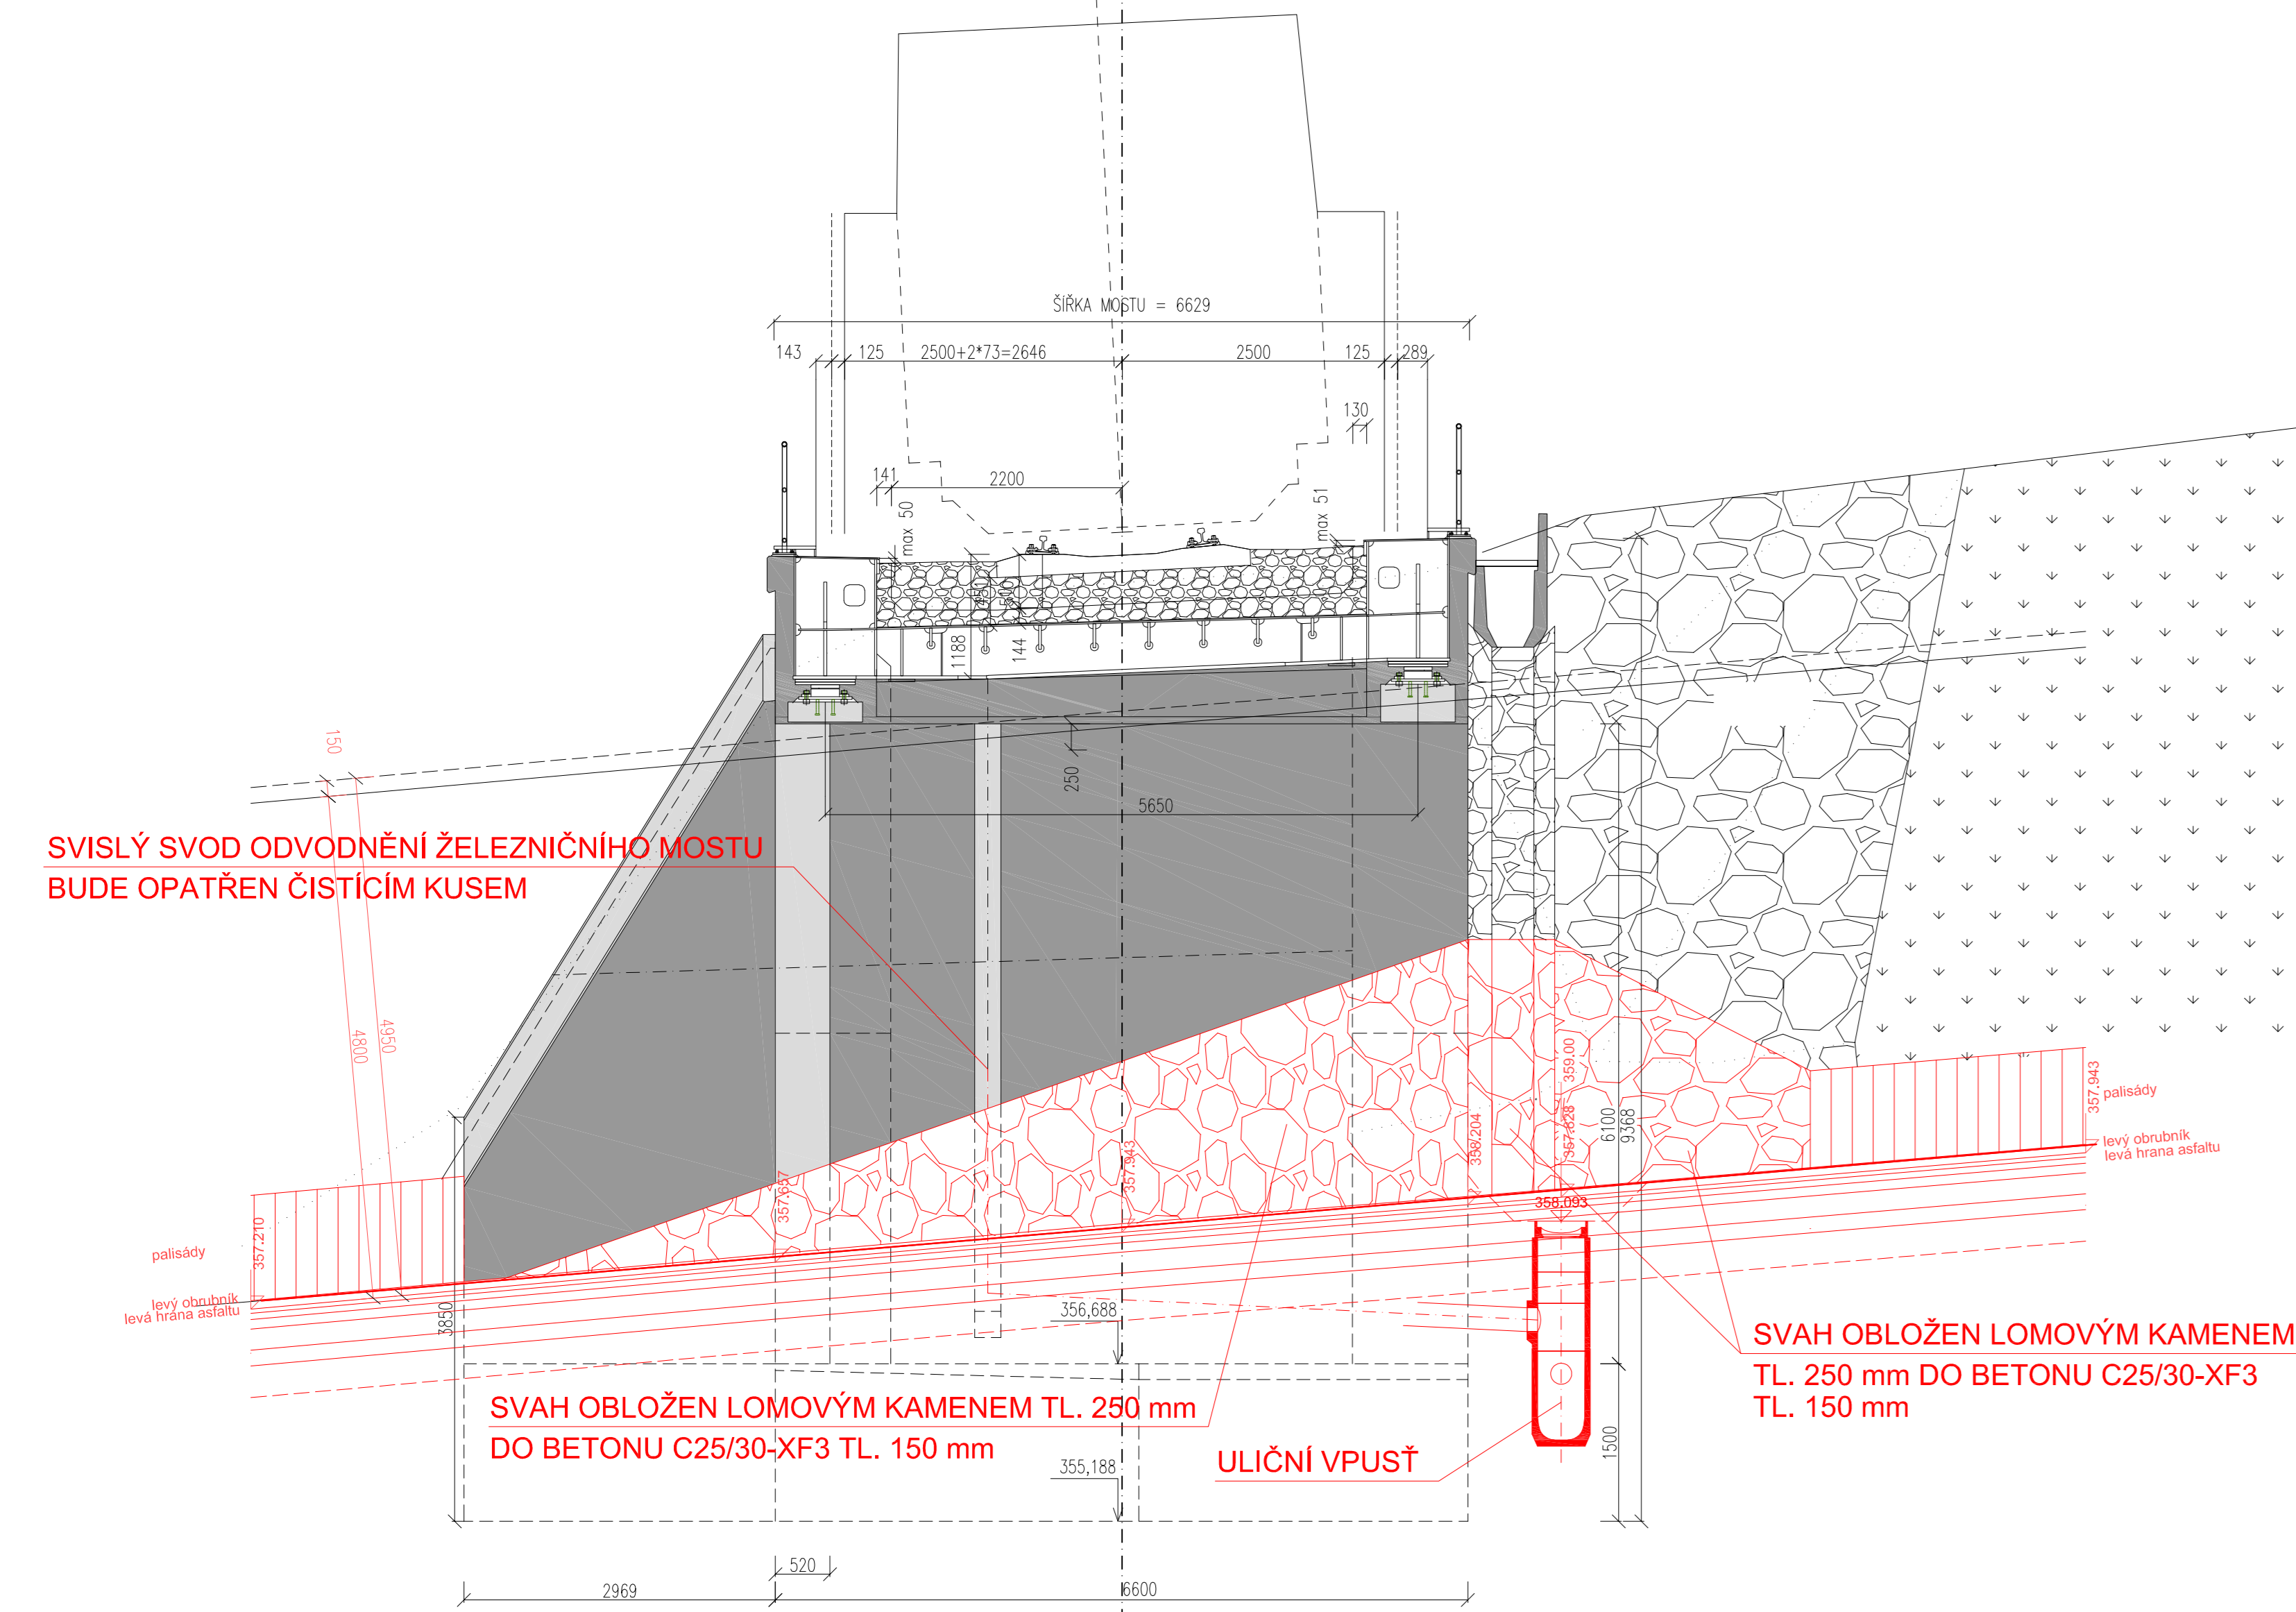 ŠÍŘKA MOSTU = 6629
143
125
2500+2*73=2646
2500
125
289
130
141
2200
max 50
max 51
451
1188
144
150
250
5650
SVISLÝ SVOD ODVODNĚNÍ ŽELEZNIČNÍHO MOSTU
BUDE OPATŘEN ČISTÍCÍM KUSEM
4800
4950
359.00
357.828
358.204
357.943
357.657
6100
9368
357.943
palisády
levý obrubník
levá hrana asfaltu
358.093
357.210
palisády
levý obrubník
levá hrana asfaltu
3850
356,688
SVAH OBLOŽEN LOMOVÝM KAMENEM
TL. 250 mm DO BETONU C25/30-XF3
TL. 150 mm
SVAH OBLOŽEN LOMOVÝM KAMENEM TL. 250 mm
DO BETONU C25/30-XF3 TL. 150 mm
ULIČNÍ VPUSŤ
1500
355,188
520
2969
6600